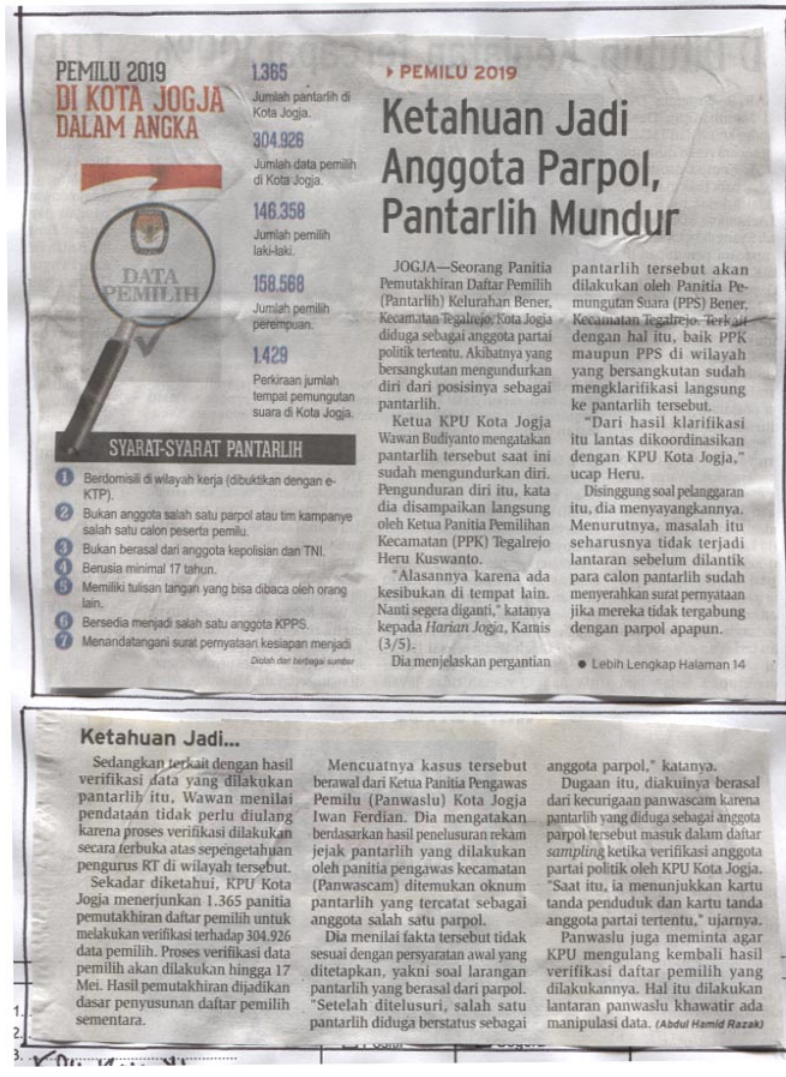 PEMILU 2019
DI KOTA JOGJA
DALAM ANGKA
DATA
PEMILIH
1.365
Jumlah pantarlih di
Kota Jogja.
304.926
Jumlah data pemilih
di Kota Jogja.
146.358
Jumlah pemilih
laki-laki.
158.568
Jumlah pemilih
perempuan.
1.429
Perkiraan jumlah
tempat pemungutan
suara di Kota Jogja.
SYARAT-SYARAT PANTARLIH
1 Berdomisili di wilayah kerja (dibuktikan dengan e-
KTP).
2 Bukan anggota salah satu parpol atau tim kampanye
salah satu calon peserta pemilu.
3 Bukan berasal dari anggota kepolisian dan TNI.
4 Berusia minimal 17 tahun.
5 Memiliki tulisan tangan yang bisa dibaca oleh orang
lain.
6 Bersedia menjadi salah satu anggota KPPS.
7 Menandatangani surat pernyataan kesiapan menjadi
Diolah dari berbagai sumber
PEMILU 2019
Ketahuan Jadi
Anggota Parpol,
Pantarlih Mundur
JOGJA—Seorang Panitia
Pemutakhiran Daftar Pemilih
(Pantarlih) Kelurahan Bener,
Kecamatan Tegalrejo, Kota Jogja
diduga sebagai anggota partai
politik tertentu. Akibatnya yang
bersangkutan mengundurkan
diri dari posisinya sebagai
pantarlih.
Ketua KPU Kota Jogja
Wawan Budiyanto mengatakan
pantarlih tersebut saat ini
sudah mengundurkan diri.
Pengunduran diri itu, kata
dia disampaikan langsung
oleh Ketua Panitia Pemilihan
Kecamatan (PPK) Tegalrejo
Heru Kuswanto.
"Alasannya karena ada
kesibukan di tempat lain.
Nanti segera diganti," katanya
kepada Harian Jogja, Kamis
(3/5).
Dia menjelaskan pergantian
pantarlih tersebut akan
dilakukan oleh Panitia Pe-
mungutan Suara (PPS) Bener,
Kecamatan Tegalrejo. Terkait
dengan hal itu, baik PPK
maupun PPS di wilayah
yang bersangkutan sudah
mengklarifikasi langsung
ke pantarlih tersebut.
"Dari hasil klarifikasi
itu lantas dikoordinasikan
dengan KPU Kota Jogja,"
ucap Heru.
Disinggung soal pelanggaran
itu, dia menyayangkannya.
Menurutnya, masalah itu
seharusnya tidak terjadi
lantaran sebelum dilantik
para calon pantarlih sudah
menyerahkan surat pernyataan
jika mereka tidak tergabung
dengan parpol apapun.
● Lebih Lengkap Halaman 14
Ketahuan Jadi...
Sedangkan terkait dengan hasil
verifikasi data yang dilakukan
pantarlih itu, Wawan menilai
pendataan tidak perlu diulang
karena proses verifikasi dilakukan
secara terbuka atas sepengetahuan
pengurus RT di wilayah tersebut.
Sekadar diketahui, KPU Kota
Jogja menerjunkan 1.365 panitia
pemutakhiran daftar pemilih untuk
melakukan verifikasi terhadap 304.926
data pemilih. Proses verifikasi data
pemilih akan dilakukan hingga 17
Mei. Hasil pemutakhiran dijadikan
dasar penyusunan daftar pemilih
sementara.
Mencuatnya kasus tersebut
berawal dari Ketua Panitia Pengawas
Pemilu (Panwaslu) Kota Jogja
Iwan Ferdian. Dia mengatakan
berdasarkan hasil penelusuran rekam
jejak pantarlih yang dilakukan
oleh panitia pengawas kecamatan
(Panwascam) ditemukan oknum
pantarlih yang tercatat sebagai
anggota salah satu parpol.
Dia menilai fakta tersebut tidak
sesuai dengan persyaratan awal yang
ditetapkan, yakni soal larangan
pantarlih yang berasal dari parpol.
"Setelah ditelusuri, salah satu
pantarlih diduga berstatus sebagai
anggota parpol," katanya.
Dugaan itu, diakuinya berasal
dari kecurigaan panwascam karena
pantarlih yang diduga sebagai anggota
parpol tersebut masuk dalam daftar
sampling ketika verifikasi anggota
partai politik oleh KPU Kota Jogja.
"Saat itu, ia menunjukkan kartu
tanda penduduk dan kartu tanda
anggota partai tertentu," ujarnya.
Panwaslu juga meminta agar
KPU mengulang kembali hasil
verifikasi daftar pemilih yang
dilakukannya. Hal itu dilakukan
lantaran panwaslu khawatir ada
manipulasi data. (Abdul Hamid Razak)
1.
2.
3.